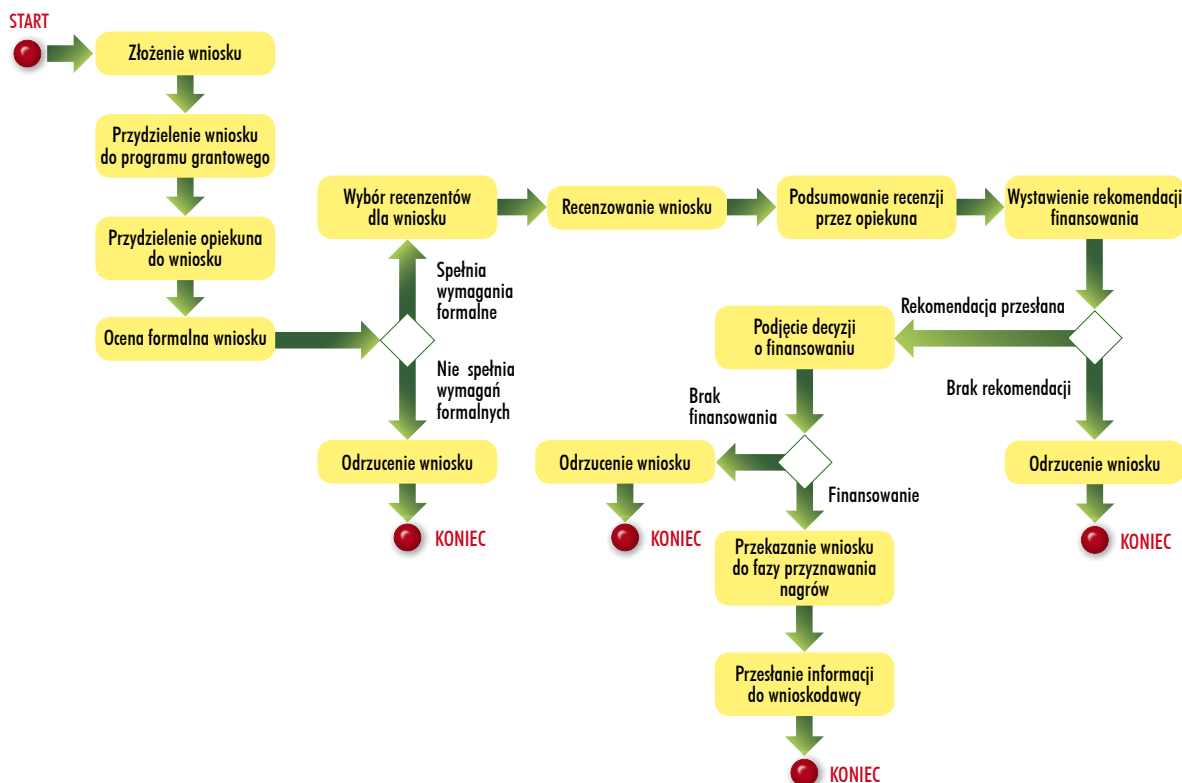 START
Złożenie wniosku
Przydzielenie wniosku
do programu grantowego
Przydzielenie opiekuna
do wniosku
Ocena formalna wniosku
Spełnia
wymagania
formalne
Wybór recenzentów
dla wniosku
Recenzowanie wniosku
Podsumowanie recenzji
przez opiekuna
Wystawienie rekomendacji
finansowania
Nie spełnia
wymagań
formalnych
Odrzucenie wniosku
KONIEC
Rekomendacja przesłana
Podjęcie decyzji
o finansowaniu
Brak
finansowania
Odrzucenie wniosku
KONIEC
Finansowanie
Przekazanie wniosku
do fazy przyznawania
nagrów
Przesłanie informacji
do wnioskodawcy
KONIEC
Brak rekomendacji
Odrzucenie wniosku
KONIEC